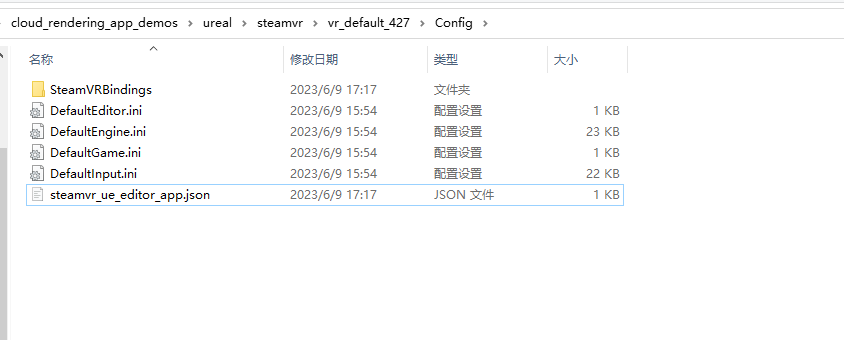 cloud_rendering_app_demos > ureal > steamvr > vr_default_427 > Config >
名称 修改日期 类型 大小
SteamVRBindings 2023/6/9 17:17 文件夹
DefaultEditor.ini 2023/6/9 15:54 配置设置 1 KB
DefaultEngine.ini 2023/6/9 15:54 配置设置 23 KB
DefaultGame.ini 2023/6/9 15:54 配置设置 1 KB
DefaultInput.ini 2023/6/9 15:54 配置设置 22 KB
steamvr_ue_editor_app.json 2023/6/9 17:17 JSON 文件 1 KB